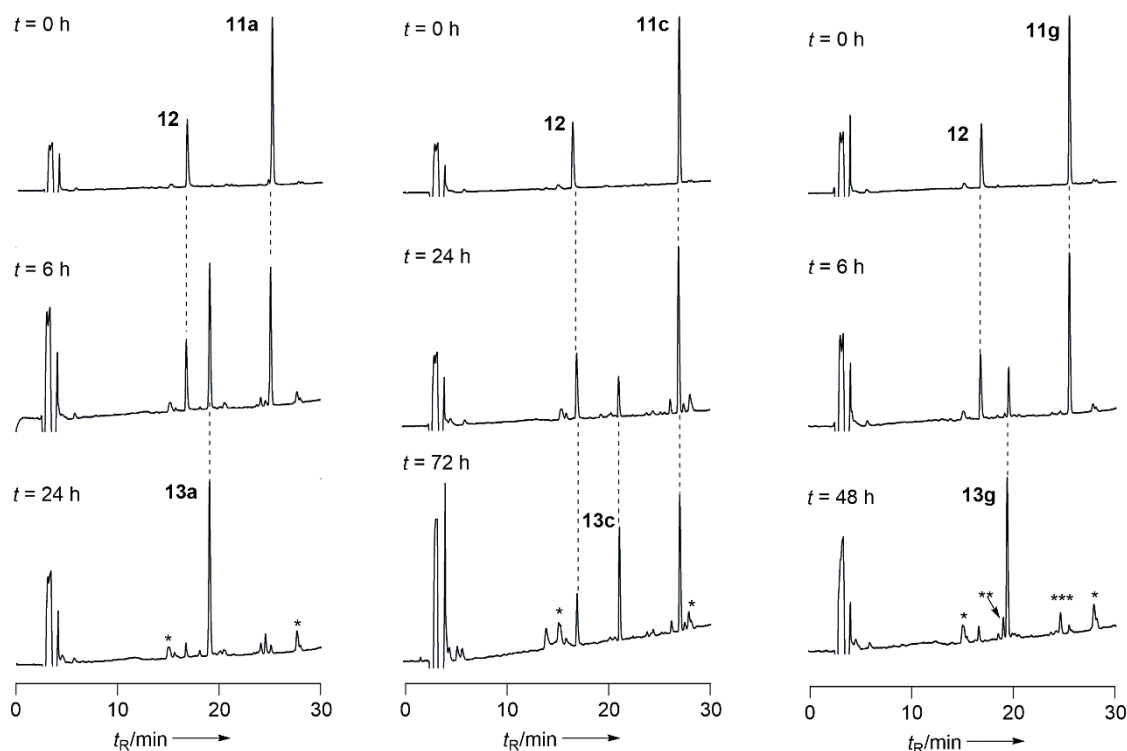 t = 0 h
11a
12
t = 6 h
t = 24 h
13a
*
*
0 10 20 30
tR/min
t = 0 h
11c
12
t = 24 h
t = 72 h
13c
*
*
0 10 20 30
tR/min
t = 0 h
11g
12
t = 6 h
t = 48 h
13g
*
**
***
*
0 10 20 30
tR/min